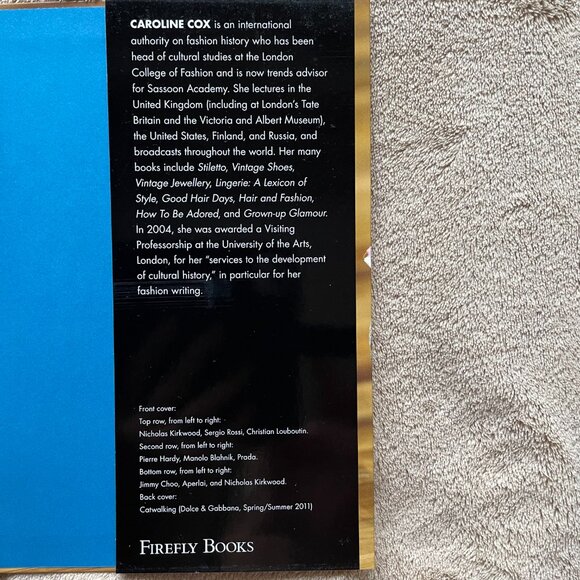 CAROLINE COX is an international
authority on fashion history who has been
head of cultural studies at the London
College of Fashion and is now trends advisor
for Sassoon Academy. She lectures in the
United Kingdom (including at London's Tate
Britain and the Victoria and Albert Museum),
the United States, Finland, and Russia, and
broadcasts throughout the world. Her many
books include Stiletto, Vintage Shoes,
Vintage Jewellery, Lingerie: A Lexicon of
Style, Good Hair Days, Hair and Fashion,
How To Be Adored, and Grown-up Glamour.
In 2004, she was awarded a Visiting
Professorship at the University of the Arts,
London, for her "services to the development
of cultural history," in particular for her
fashion writing.
Front cover:
Top row, from left to right:
Nicholas Kirkwood, Sergio Rossi, Christian Louboutin.
Second row, from left to right:
Pierre Hardy, Manolo Blahnik, Prada.
Bottom row, from left to right:
Jimmy Choo, Aperlai, and Nicholas Kirkwood.
Back cover:
Catwalking (Dolce & Gabbana, Spring/Summer 2011)
FIREFLY BOOKS